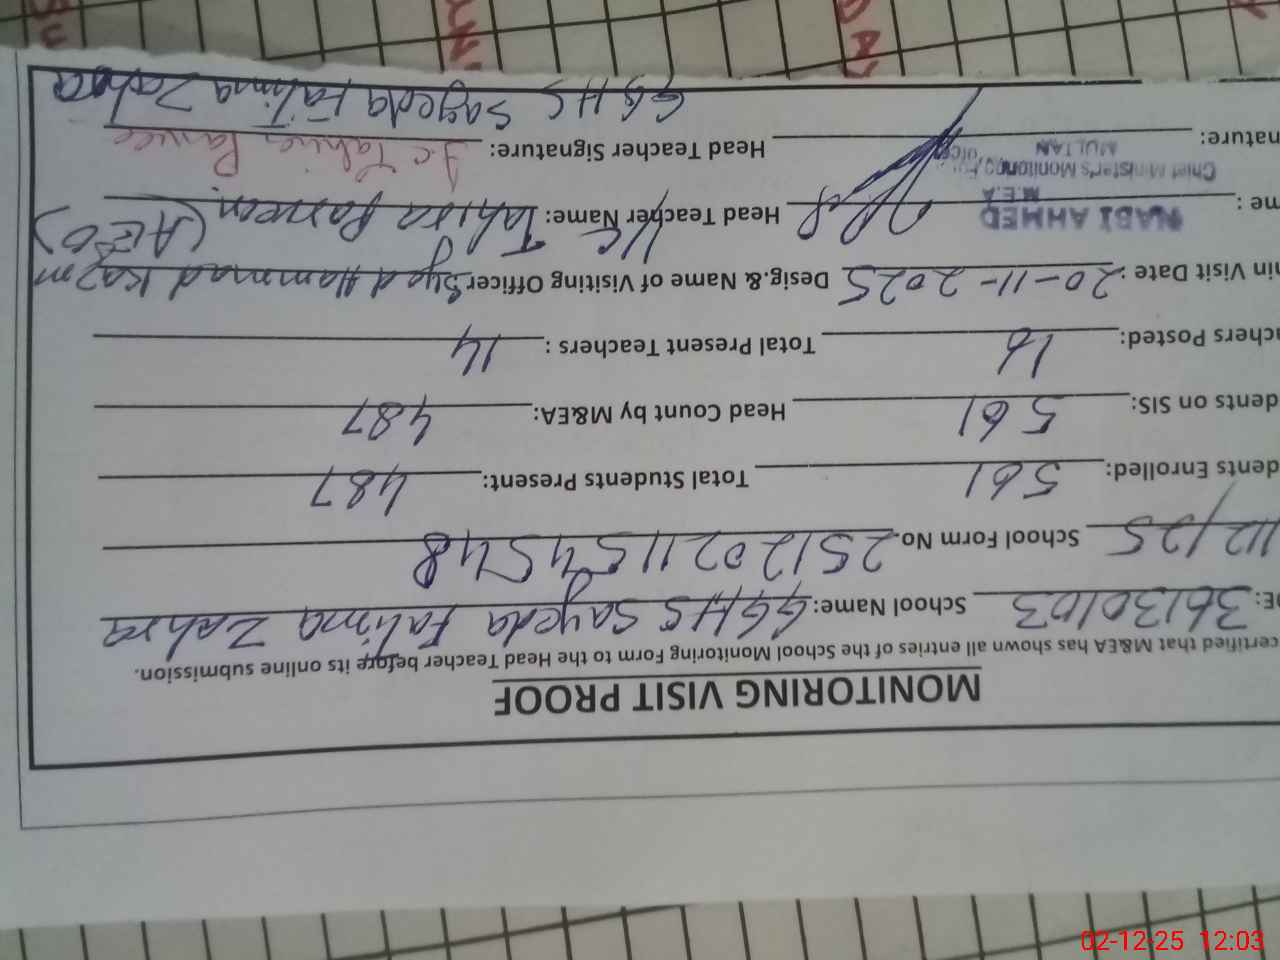 MONITORING VISIT PROOF
certified that M&EA has shown all entries of the School Monitoring Form to the Head Teacher before its online submission.
DE: 36130103 School Name: GGHS Sayeda Fatima Zahra
12/25 School Form No. 2512021154548
dents Enrolled: 561 Total Students Present: 487
dents on SIS: 561 Head Count by M&EA: 487
achers Posted: 16 Total Present Teachers : 14
in Visit Date : 20-11-2025 Desig.& Name of Visiting Officer Syed Hammad Kazmi
(AEO)
me : NABI AHMED Head Teacher Name: I/C Tahira Parveen
M.E.A
Chief Minister's Monitoring Force
MULTAN
nature: Head Teacher Signature: I.C Tahira
GGHS Sayeda Fatima Zahra
02-12-25 12:03